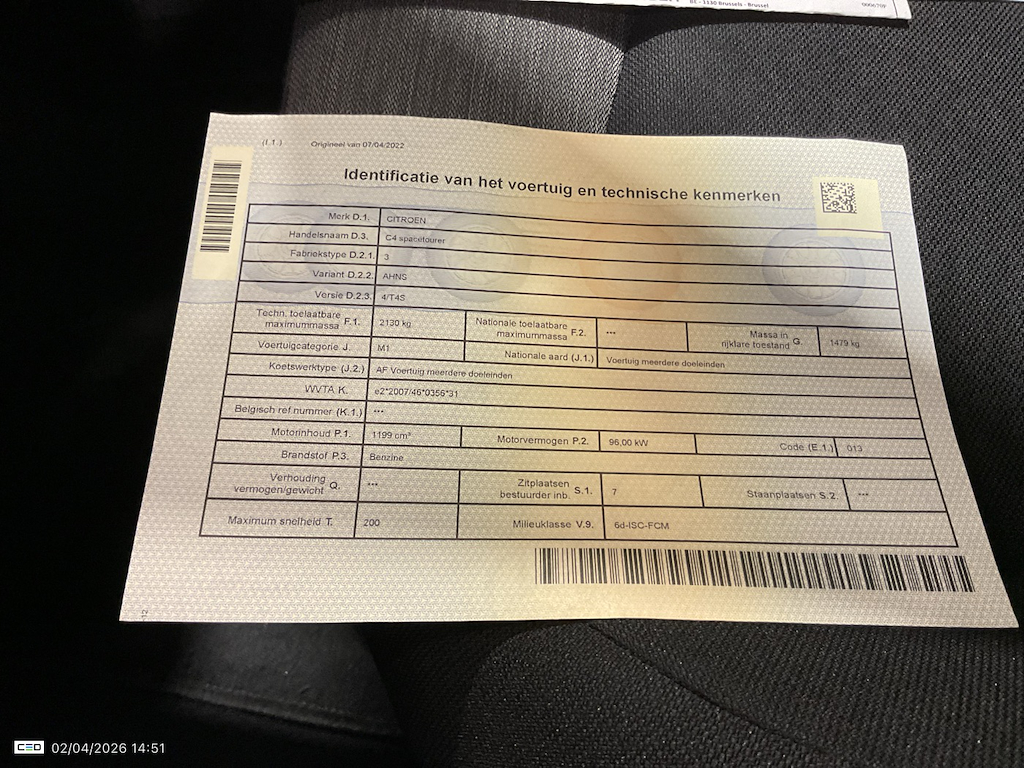 BE - 1130 Brussels - Brussel
(I.1.) Origineel van 07/04/2022
Identificatie van het voertuig en technische kenmerken
Merk D.1. CITROEN
Handelsnaam D.3. C4 spacetourer
Fabriekstype D.2.1. 3
Variant D.2.2. AHNS
Versie D.2.3. 4/T4S
Techn. toelaatbare maximummassa F.1. 2130 kg Nationale toelaatbare maximummassa F.2. *** Massa in rijklare toestand G. 1479 kg
Voertuigcategorie J. M1 Nationale aard (J.1.) Voertuig meerdere doeleinden
Koetswerktype (J.2.) AF Voertuig meerdere doeleinden
WVTA K. e2*2007/46*0356*31
Belgisch ref nummer (K.1.) ***
Motorinhoud P.1. 1199 cm³ Motorvermogen P.2. 96,00 kW Code (E.1.) 013
Brandstof P.3. Benzine
Verhouding vermogen/gewicht Q. *** Zitplaatsen bestuurder inb. S.1. 7 Staanplaatsen S.2. ***
Maximum snelheid T. 200 Milieuklasse V.9. 6d-ISC-FCM
CEO 02/04/2026 14:51